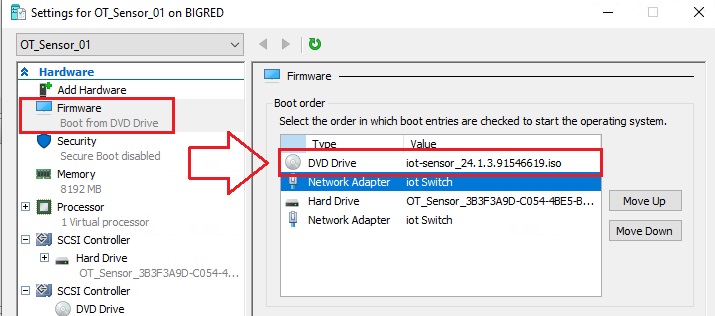 Settings for OT_Sensor_01 on BIGRED
OT_Sensor_01
Hardware
Add Hardware
Firmware
Boot from DVD Drive
Security
Secure Boot disabled
Memory
8192 MB
Processor
1 Virtual processor
SCSI Controller
Hard Drive
OT_Sensor_3B3F3A9D-C054-4...
SCSI Controller
DVD Drive
Firmware
Boot order
Select the order in which boot entries are checked to start the operating system.
Type Value
DVD Drive iot-sensor_24.1.3.91546619.iso
Network Adapter iot Switch
Hard Drive OT_Sensor_3B3F3A9D-C054-4BE5-B...
Network Adapter iot Switch
Move Up
Move Down